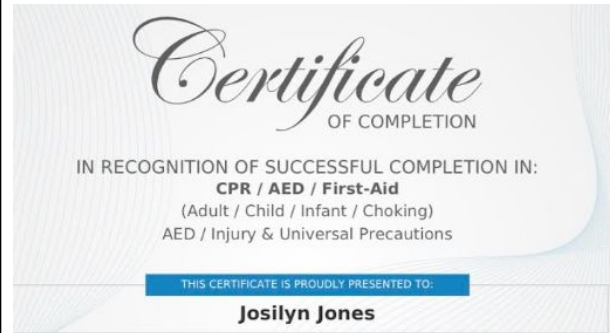 Certificate
OF COMPLETION
IN RECOGNITION OF SUCCESSFUL COMPLETION IN:
CPR / AED / First-Aid
(Adult / Child / Infant / Choking)
AED / Injury & Universal Precautions
THIS CERTIFICATE IS PROUDLY PRESENTED TO:
Josilyn Jones